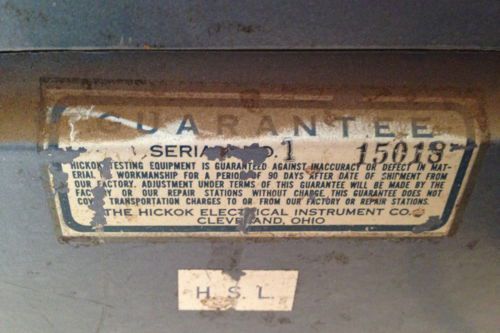 GUARANTEE
SERIAL NO. 1 15018
HICKOK TESTING EQUIPMENT IS GUARANTEED AGAINST INACCURACY OR DEFECT IN MAT-
ERIAL & WORKMANSHIP FOR A PERIOD OF 90 DAYS AFTER DATE OF SHIPMENT FROM
OUR FACTORY. ADJUSTMENT UNDER TERMS OF THIS GUARANTEE WILL BE MADE BY THE
FACTORY OR OUR REPAIR STATIONS WITHOUT CHARGE. THIS GUARANTEE DOES NOT
COVER TRANSPORTATION CHARGES TO OR FROM OUR FACTORY OR REPAIR STATIONS.
THE HICKOK ELECTRICAL INSTRUMENT CO.
CLEVELAND, OHIO
H. S. L.